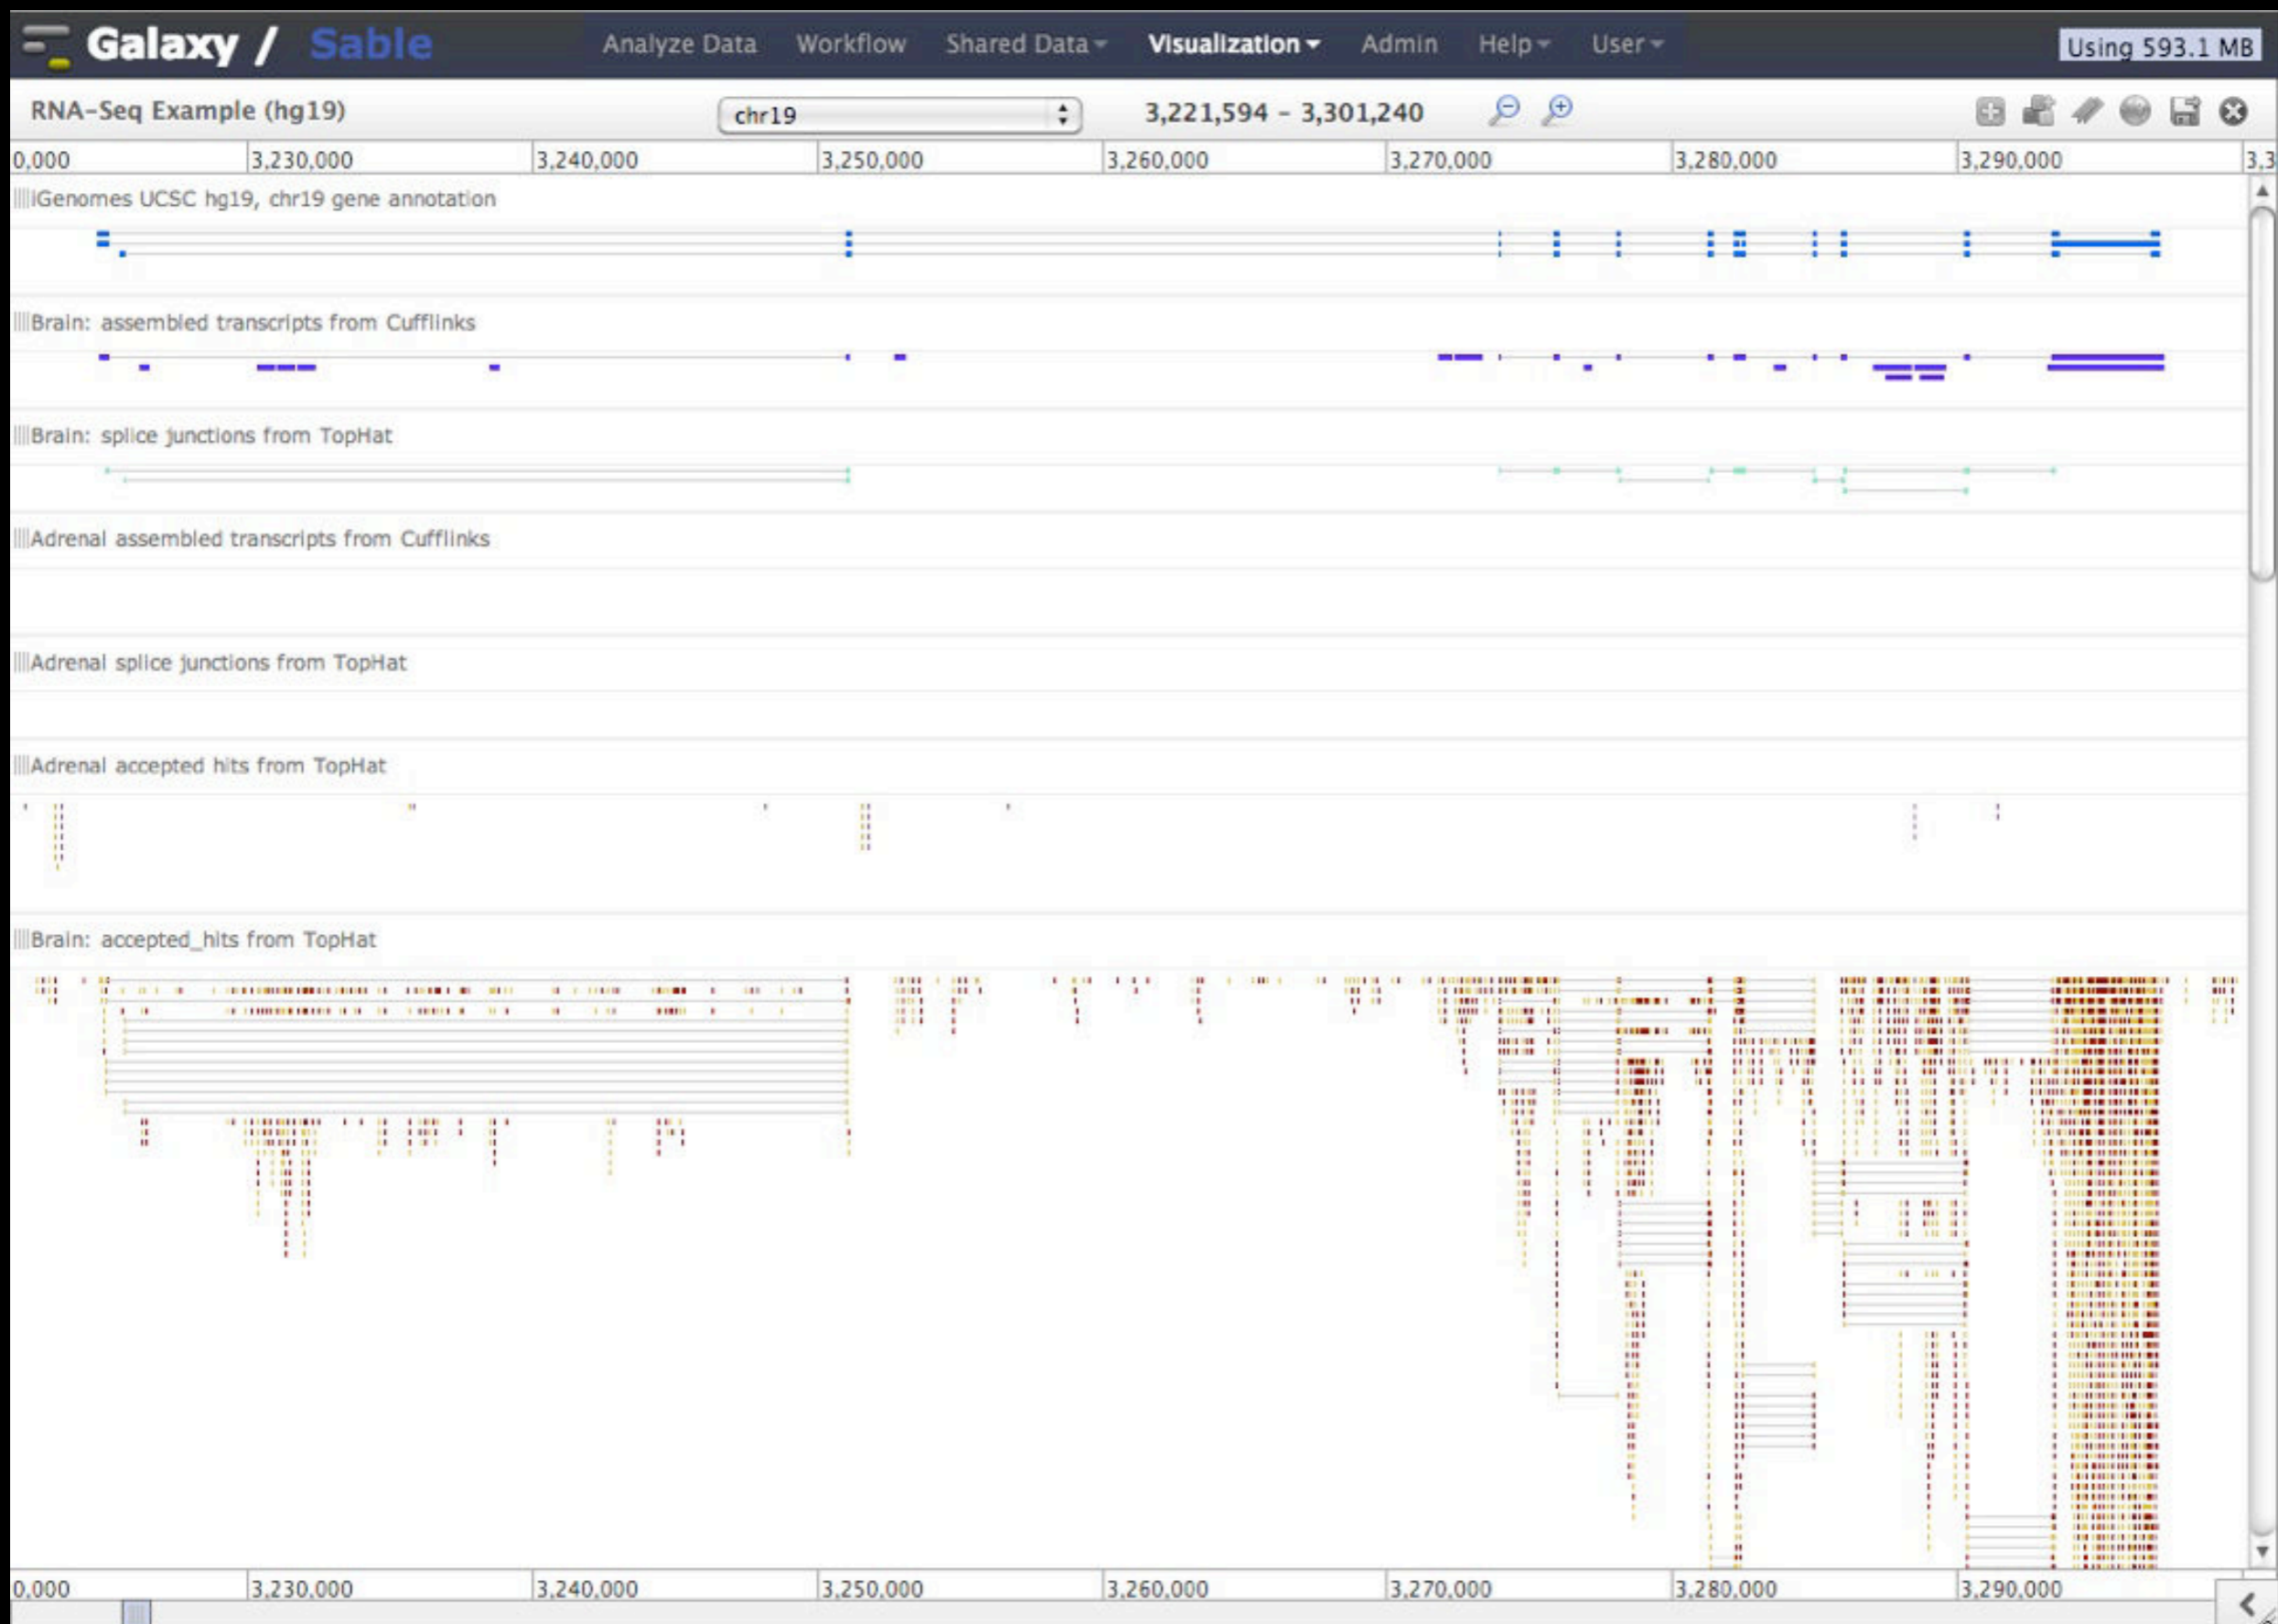 Galaxy / Sable Analyze Data Workflow Shared Data Visualization Admin Help User Using 593.1 MB
RNA-Seq Example (hg19) chr19 3,221,594 - 3,301,240
0,000 3,230,000 3,240,000 3,250,000 3,260,000 3,270,000 3,280,000 3,290,000 3,3
iGenomes UCSC hg19, chr19 gene annotation
Brain: assembled transcripts from Cufflinks
Brain: splice junctions from TopHat
Adrenal assembled transcripts from Cufflinks
Adrenal splice junctions from TopHat
Adrenal accepted hits from TopHat
Brain: accepted_hits from TopHat
0,000 3,230,000 3,240,000 3,250,000 3,260,000 3,270,000 3,280,000 3,290,000